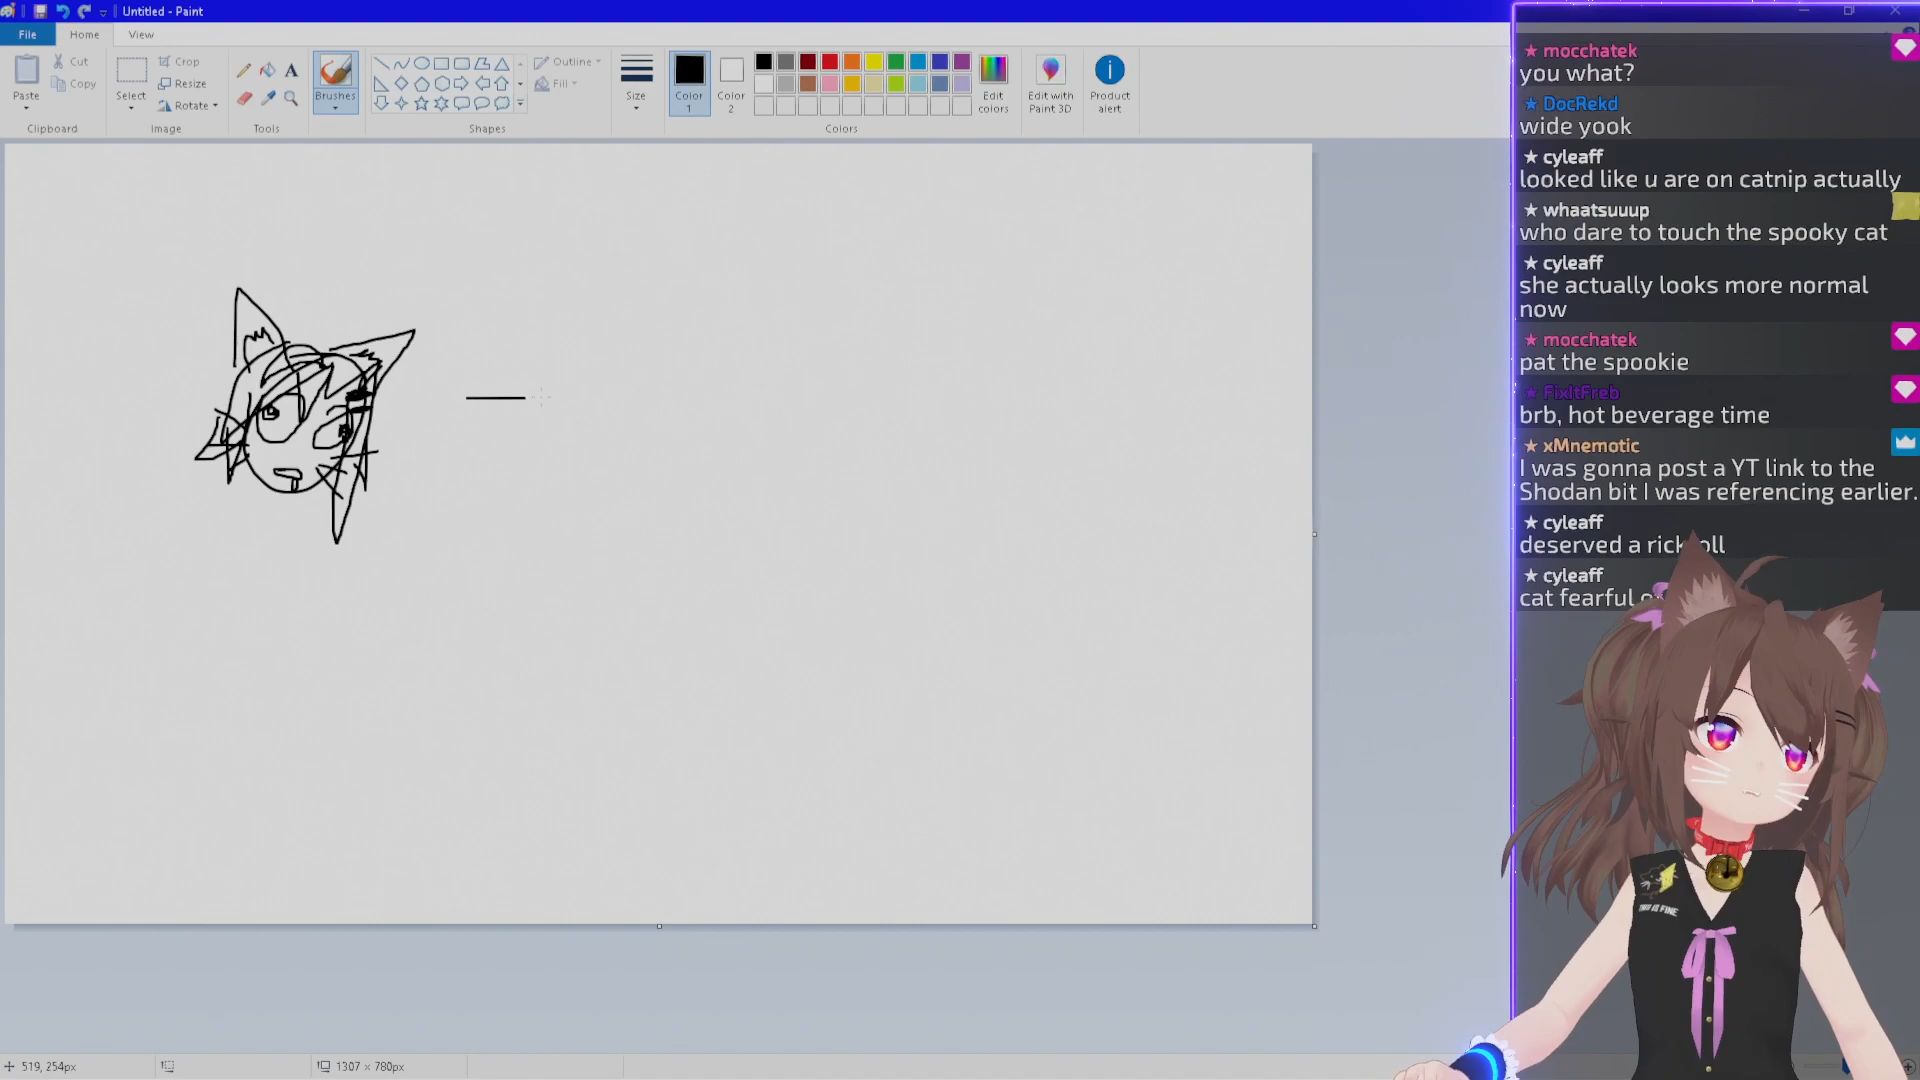 Untitled - Paint
File Home View
Paste
Cut
Copy
Clipboard
Select
Crop
Resize
Rotate
Image
Tools
Brushes
Shapes
Outline
Fill
Size
Color 1
Color 2
Edit colors
Colors
Edit with Paint 3D
Product alert
mocchatek
you what?
DocRekd
wide yook
cyleaff
looked like u are on catnip actually
whaatsuuup
who dare to touch the spooky cat
cyleaff
she actually looks more normal
now
mocchatek
pat the spookie
FixItFreb
brb, hot beverage time
xMnemotic
I was gonna post a YT link to the
Shodan bit I was referencing earlier.
cyleaff
deserved a
cyleaff
cat fearful
THIS IS FINE
519, 254px
1307 × 780px